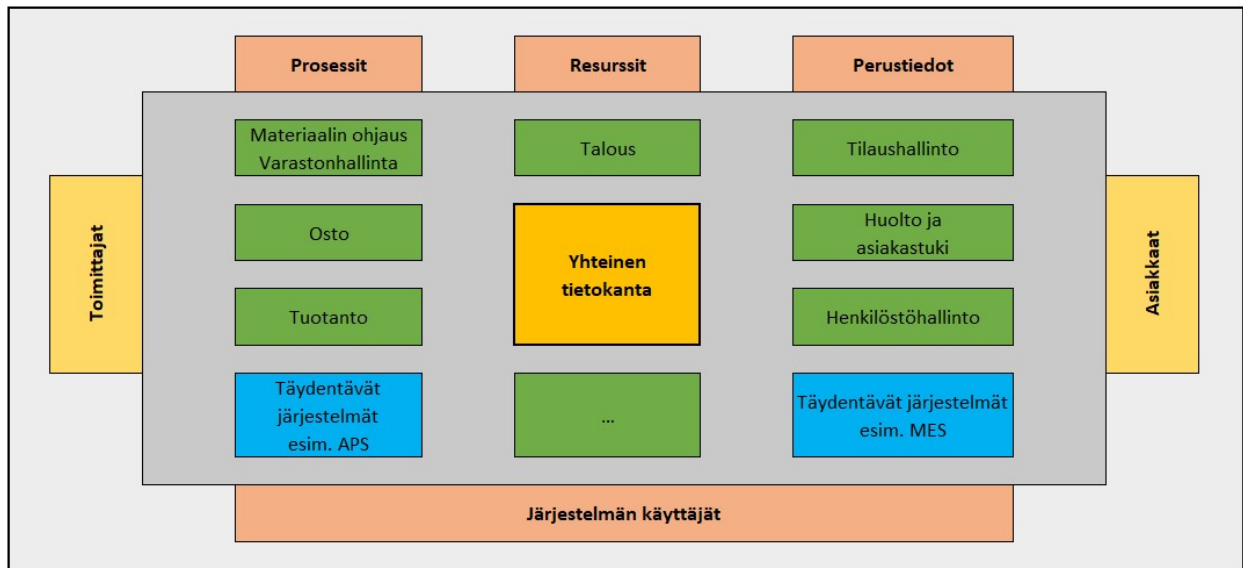 Prosessit
Resurssit
Perustiedot
Materiaalin ohjaus
Varastonhallinta
Talous
Tilaushallinto
Toimittajat
Osto
Yhteinen
tietokanta
Huolto ja
asiakastuki
Asiakkaat
Tuotanto
Henkilöstöhallinto
Täydentävät
järjestelmät
esim. APS
...
Täydentävät järjestelmät
esim. MES
Järjestelmän käyttäjät